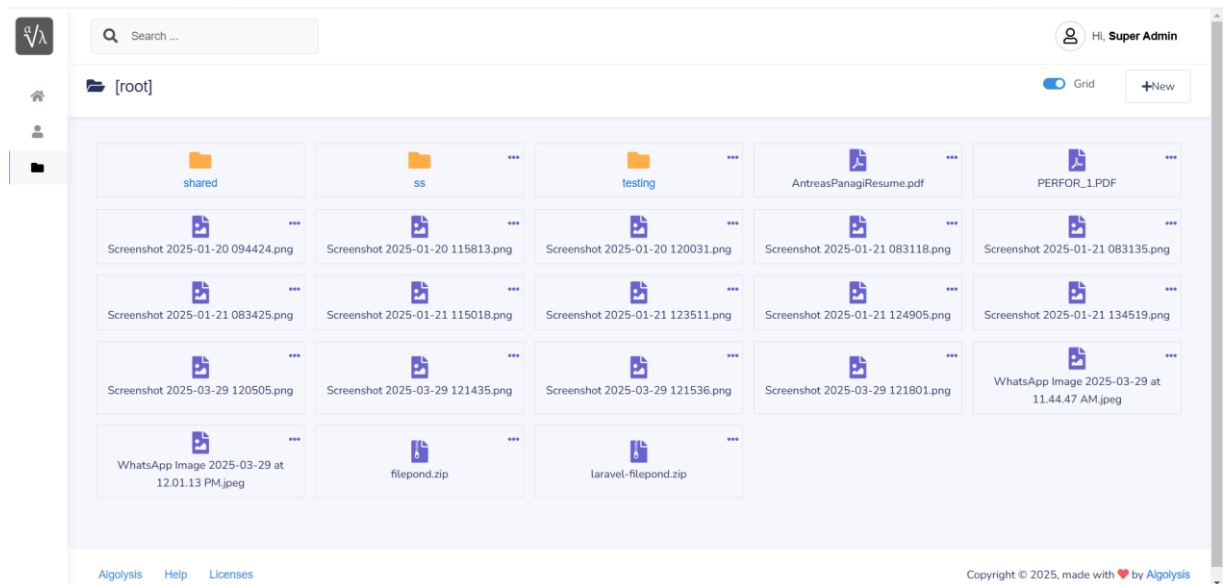 α√λ
Search ...
Hi, Super Admin
[root]
Grid
+New
shared
ss
testing
AntreasPanagiResume.pdf
PERFOR_1.PDF
Screenshot 2025-01-20 094424.png
Screenshot 2025-01-20 115813.png
Screenshot 2025-01-20 120031.png
Screenshot 2025-01-21 083118.png
Screenshot 2025-01-21 083135.png
Screenshot 2025-01-21 083425.png
Screenshot 2025-01-21 115018.png
Screenshot 2025-01-21 123511.png
Screenshot 2025-01-21 124905.png
Screenshot 2025-01-21 134519.png
Screenshot 2025-03-29 120505.png
Screenshot 2025-03-29 121435.png
Screenshot 2025-03-29 121536.png
Screenshot 2025-03-29 121801.png
WhatsApp Image 2025-03-29 at
11.44.47 AM.jpeg
WhatsApp Image 2025-03-29 at
12.01.13 PM.jpeg
filepond.zip
laravel-filepond.zip
Algolysis Help Licenses
Copyright © 2025, made with ❤ by Algolysis